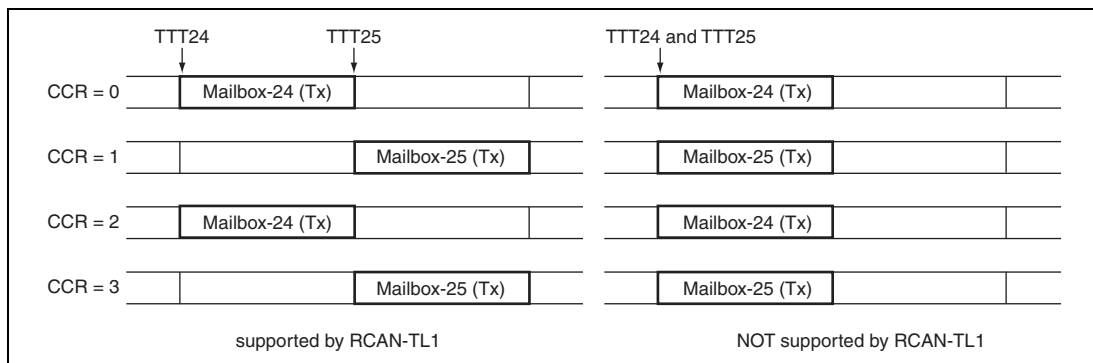 TTT24 TTT25 TTT24 and TTT25
CCR = 0 Mailbox-24 (Tx) Mailbox-24 (Tx)
CCR = 1 Mailbox-25 (Tx) Mailbox-25 (Tx)
CCR = 2 Mailbox-24 (Tx) Mailbox-24 (Tx)
CCR = 3 Mailbox-25 (Tx) Mailbox-25 (Tx)
supported by RCAN-TL1 NOT supported by RCAN-TL1